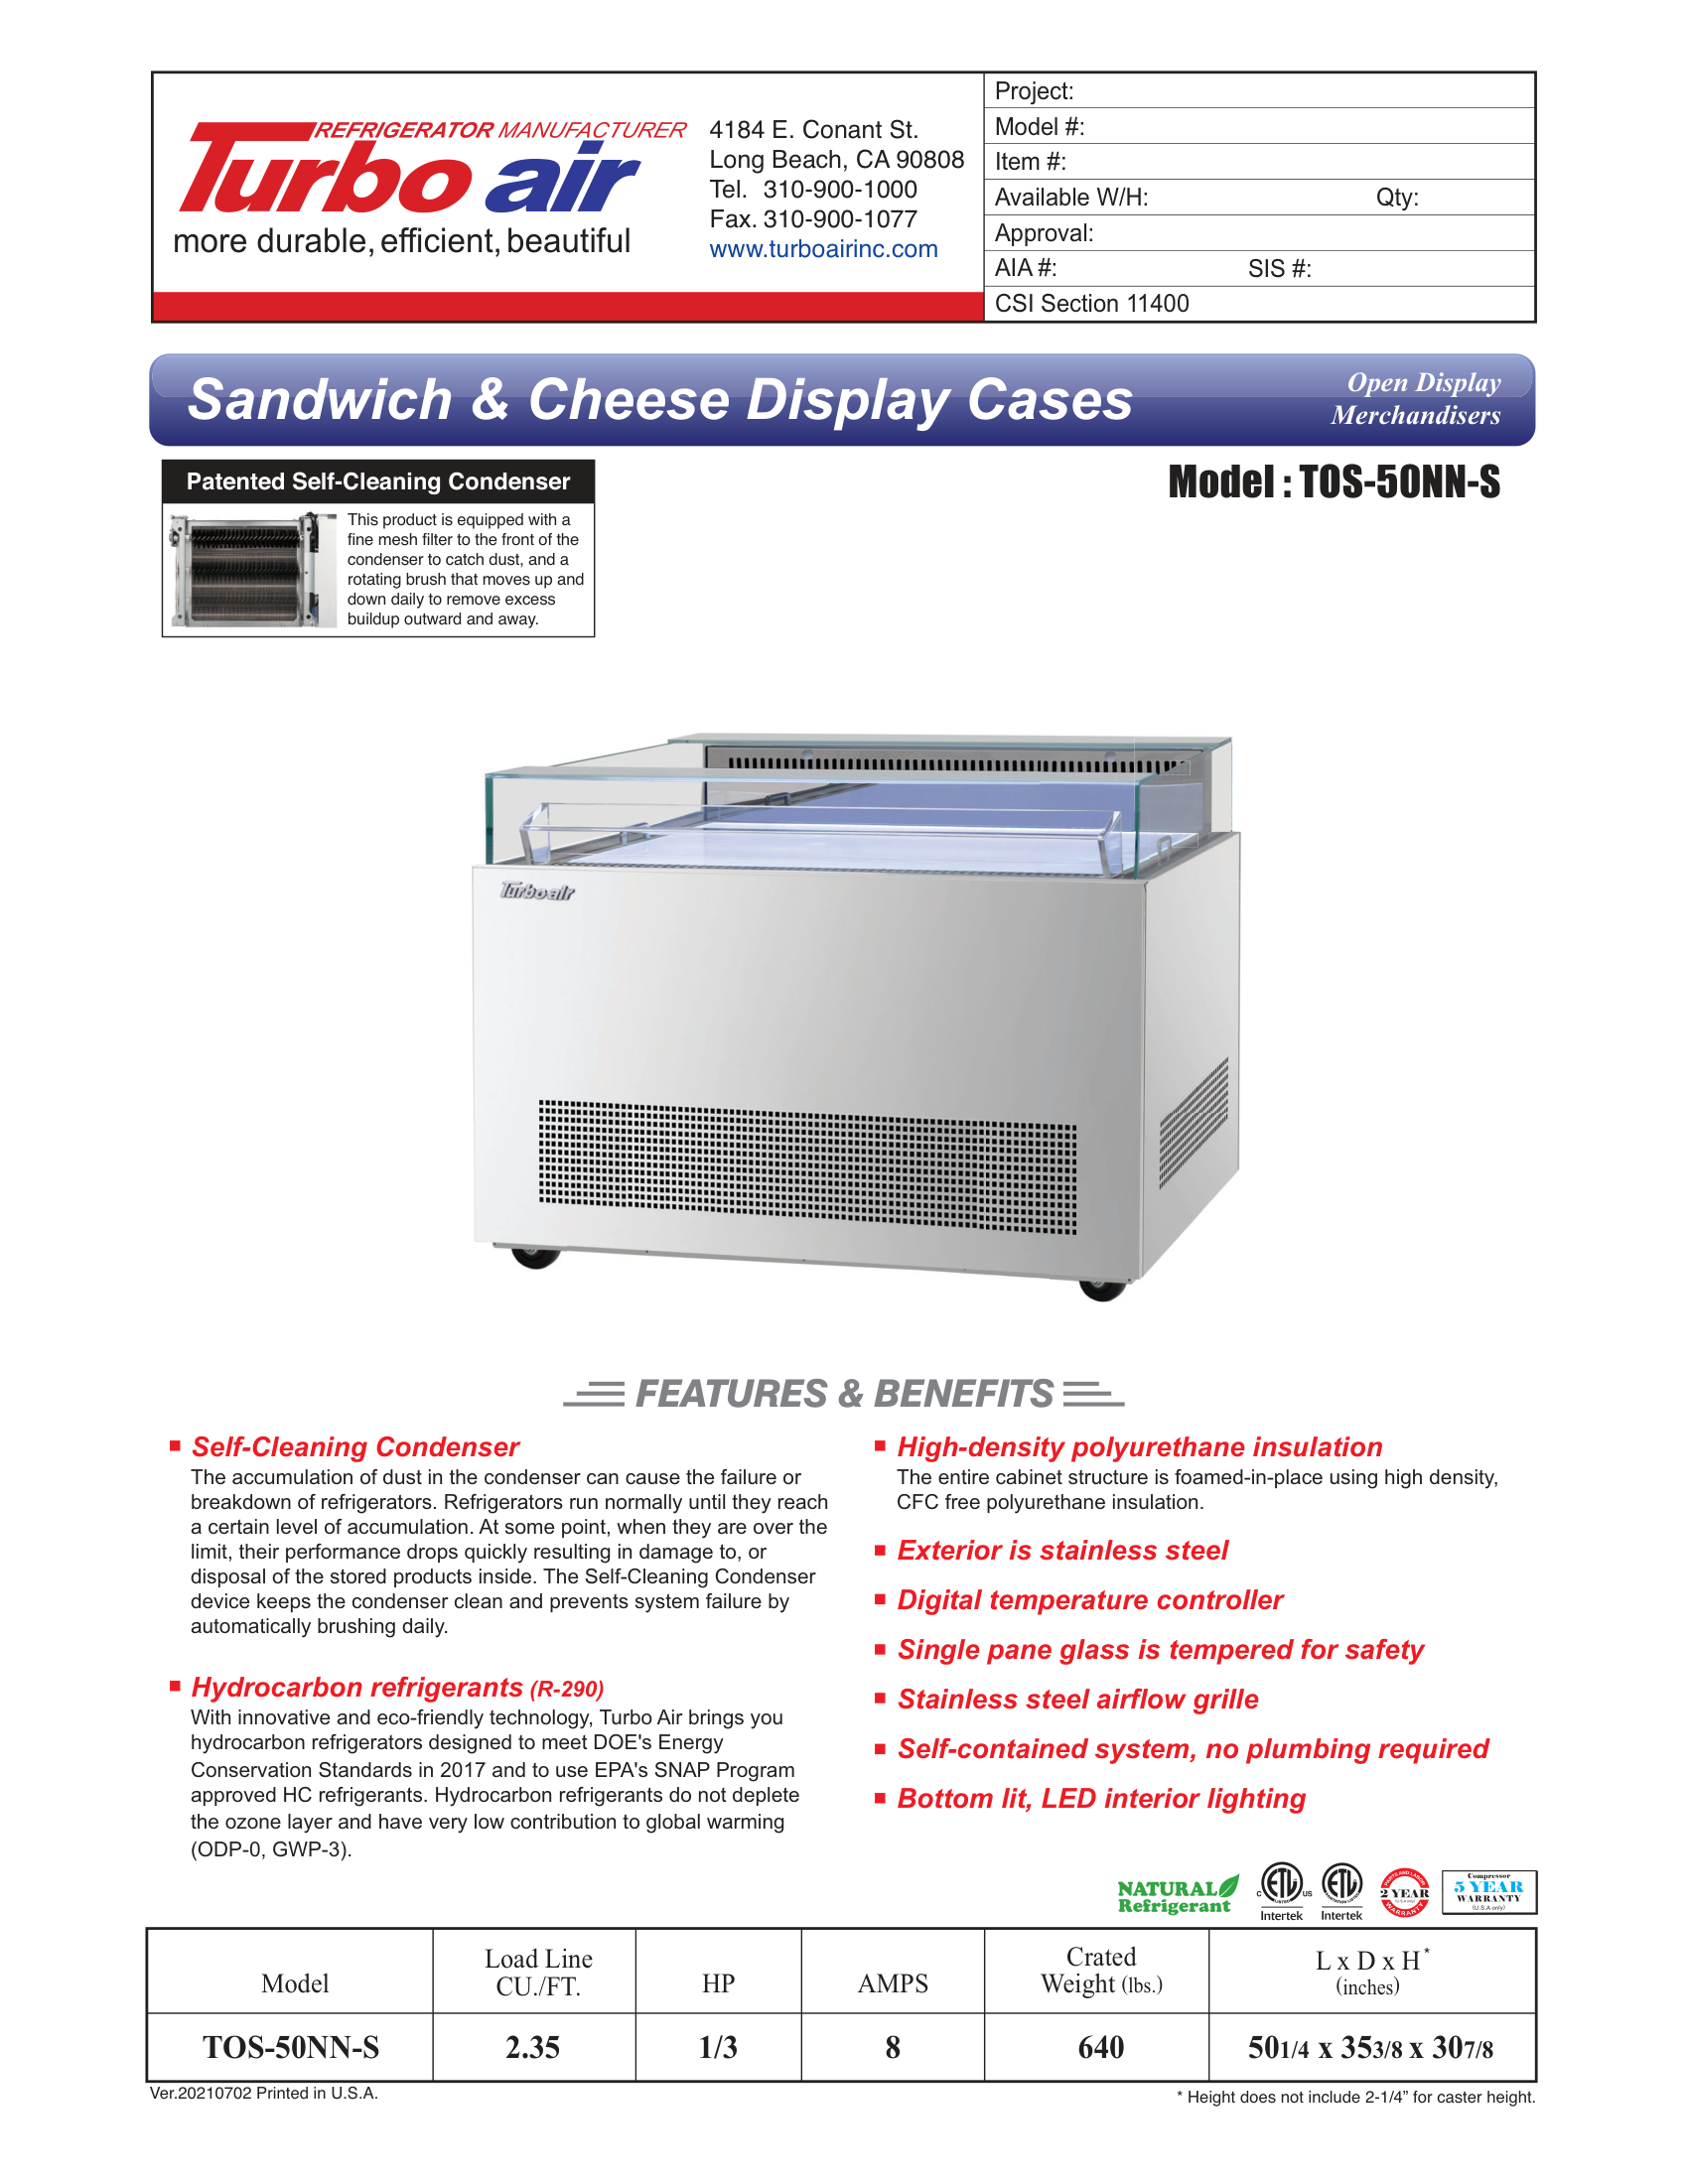 REFRIGERATOR MANUFACTURER
Turbo air
more durable, efficient, beautiful
4184 E. Conant St.
Long Beach, CA 90808
Tel. 310-900-1000
Fax. 310-900-1077
www.turboairinc.com
Project:
Model #:
Item #:
Available W/H: Qty:
Approval:
AIA #: SIS #:
CSI Section 11400
Sandwich & Cheese Display Cases
Open Display
Merchandisers
Patented Self-Cleaning Condenser
This product is equipped with a
fine mesh filter to the front of the
condenser to catch dust, and a
rotating brush that moves up and
down daily to remove excess
buildup outward and away.
Model : TOS-50NN-S
Turbo air
FEATURES & BENEFITS
Self-Cleaning Condenser
The accumulation of dust in the condenser can cause the failure or
breakdown of refrigerators. Refrigerators run normally until they reach
a certain level of accumulation. At some point, when they are over the
limit, their performance drops quickly resulting in damage to, or
disposal of the stored products inside. The Self-Cleaning Condenser
device keeps the condenser clean and prevents system failure by
automatically brushing daily.
Hydrocarbon refrigerants (R-290)
With innovative and eco-friendly technology, Turbo Air brings you
hydrocarbon refrigerators designed to meet DOE's Energy
Conservation Standards in 2017 and to use EPA's SNAP Program
approved HC refrigerants. Hydrocarbon refrigerants do not deplete
the ozone layer and have very low contribution to global warming
(ODP-0, GWP-3).
High-density polyurethane insulation
The entire cabinet structure is foamed-in-place using high density,
CFC free polyurethane insulation.
Exterior is stainless steel
Digital temperature controller
Single pane glass is tempered for safety
Stainless steel airflow grille
Self-contained system, no plumbing required
Bottom lit, LED interior lighting
NATURAL
Refrigerant
C ETL US
Intertek
ETL
Intertek
PARTS AND LABOR
2 YEAR
WARRANTY
Compressor
5 YEAR
WARRANTY
(U.S.A only)
Model
Load Line
CU./FT.
HP
AMPS
Crated
Weight (lbs.)
L x D x H*
(inches)
TOS-50NN-S 2.35 1/3 8 640 50 1/4 x 35 3/8 x 30 7/8
Ver.20210702 Printed in U.S.A.
* Height does not include 2-1/4” for caster height.